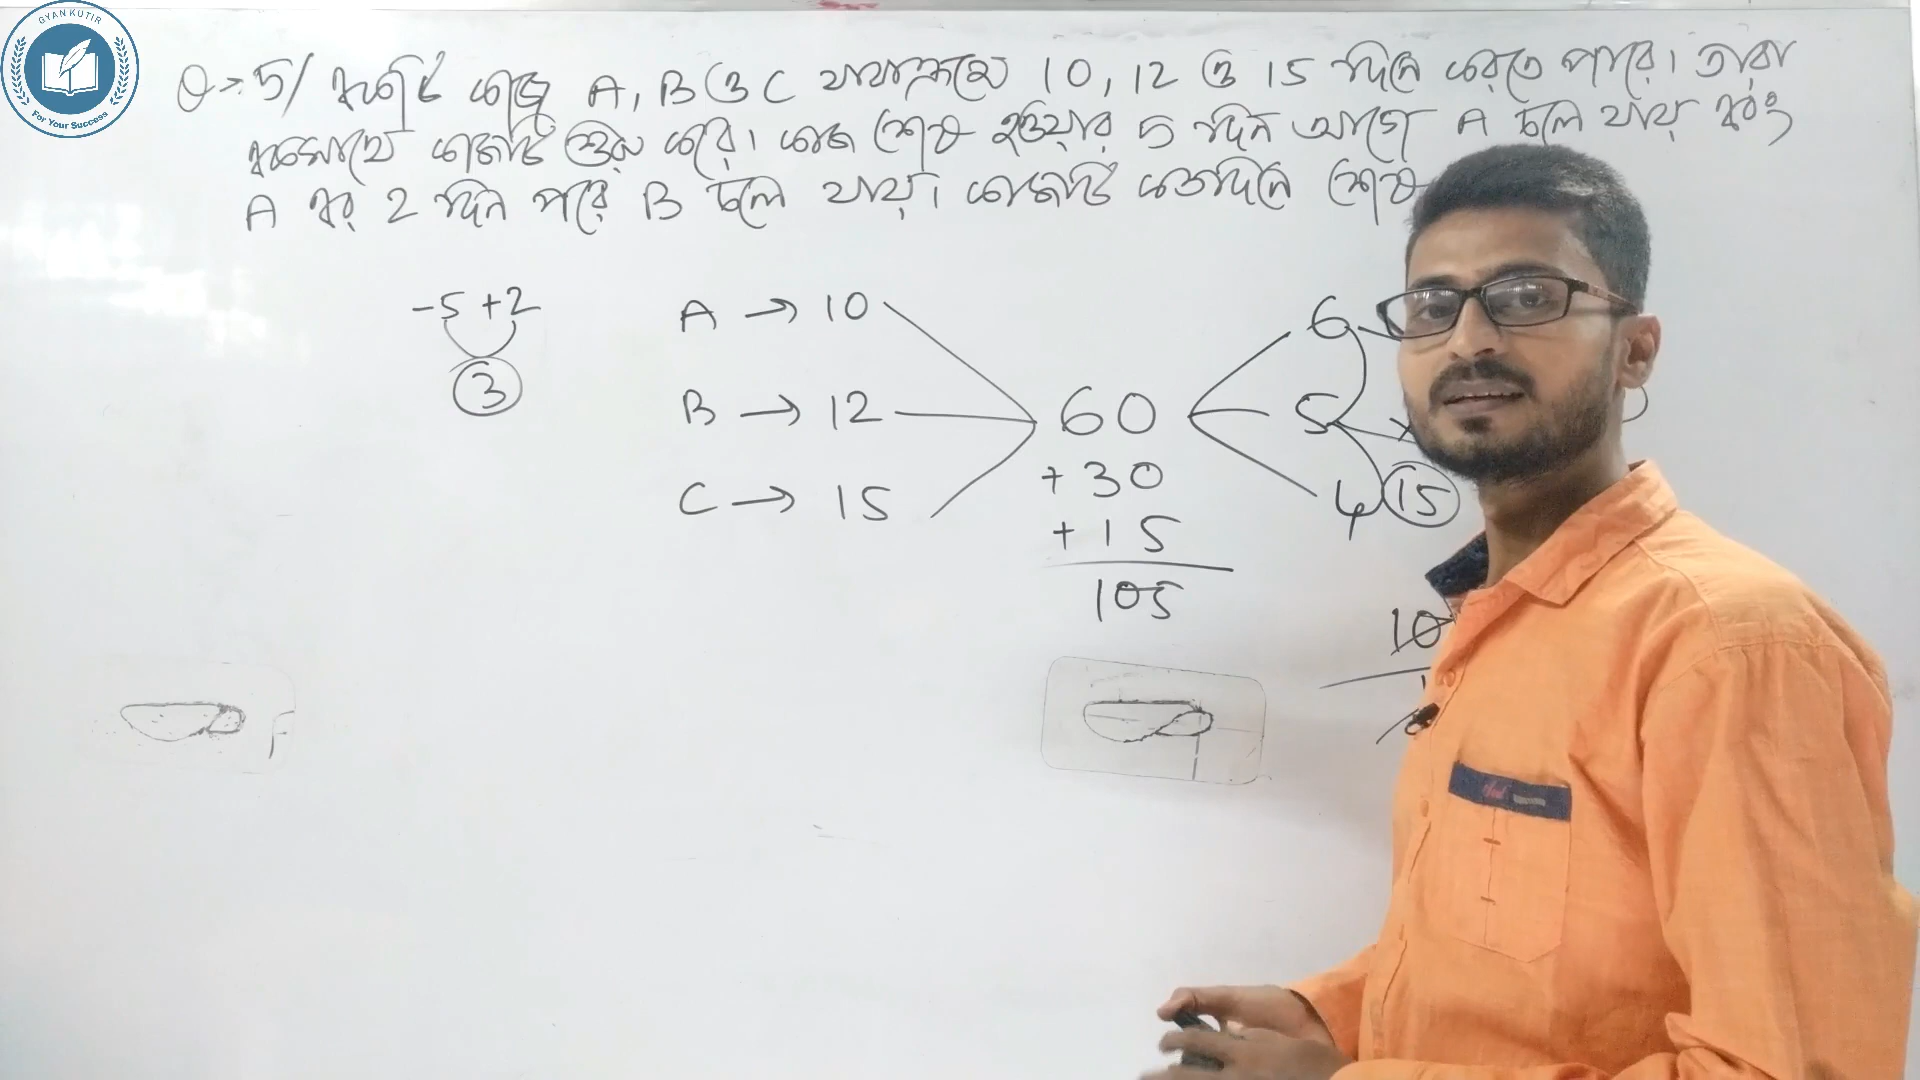 GYAN KUTIR
For Your Success
Q→5/ একটি কাজ A, B ও C যথাক্রমে 10, 12 ও 15 দিনে করতে পারে। তারা
একসাথে কাজটি শুরু করে। কাজ শেষ হওয়ার 5 দিন আগে A চলে যায় এবং
A এর 2 দিন পরে B চলে যায়। কাজটি কতদিনে শেষ
-5 +2
3
A → 10
B → 12
C → 15
60
+ 30
+ 15
105
6
5
4
15
10